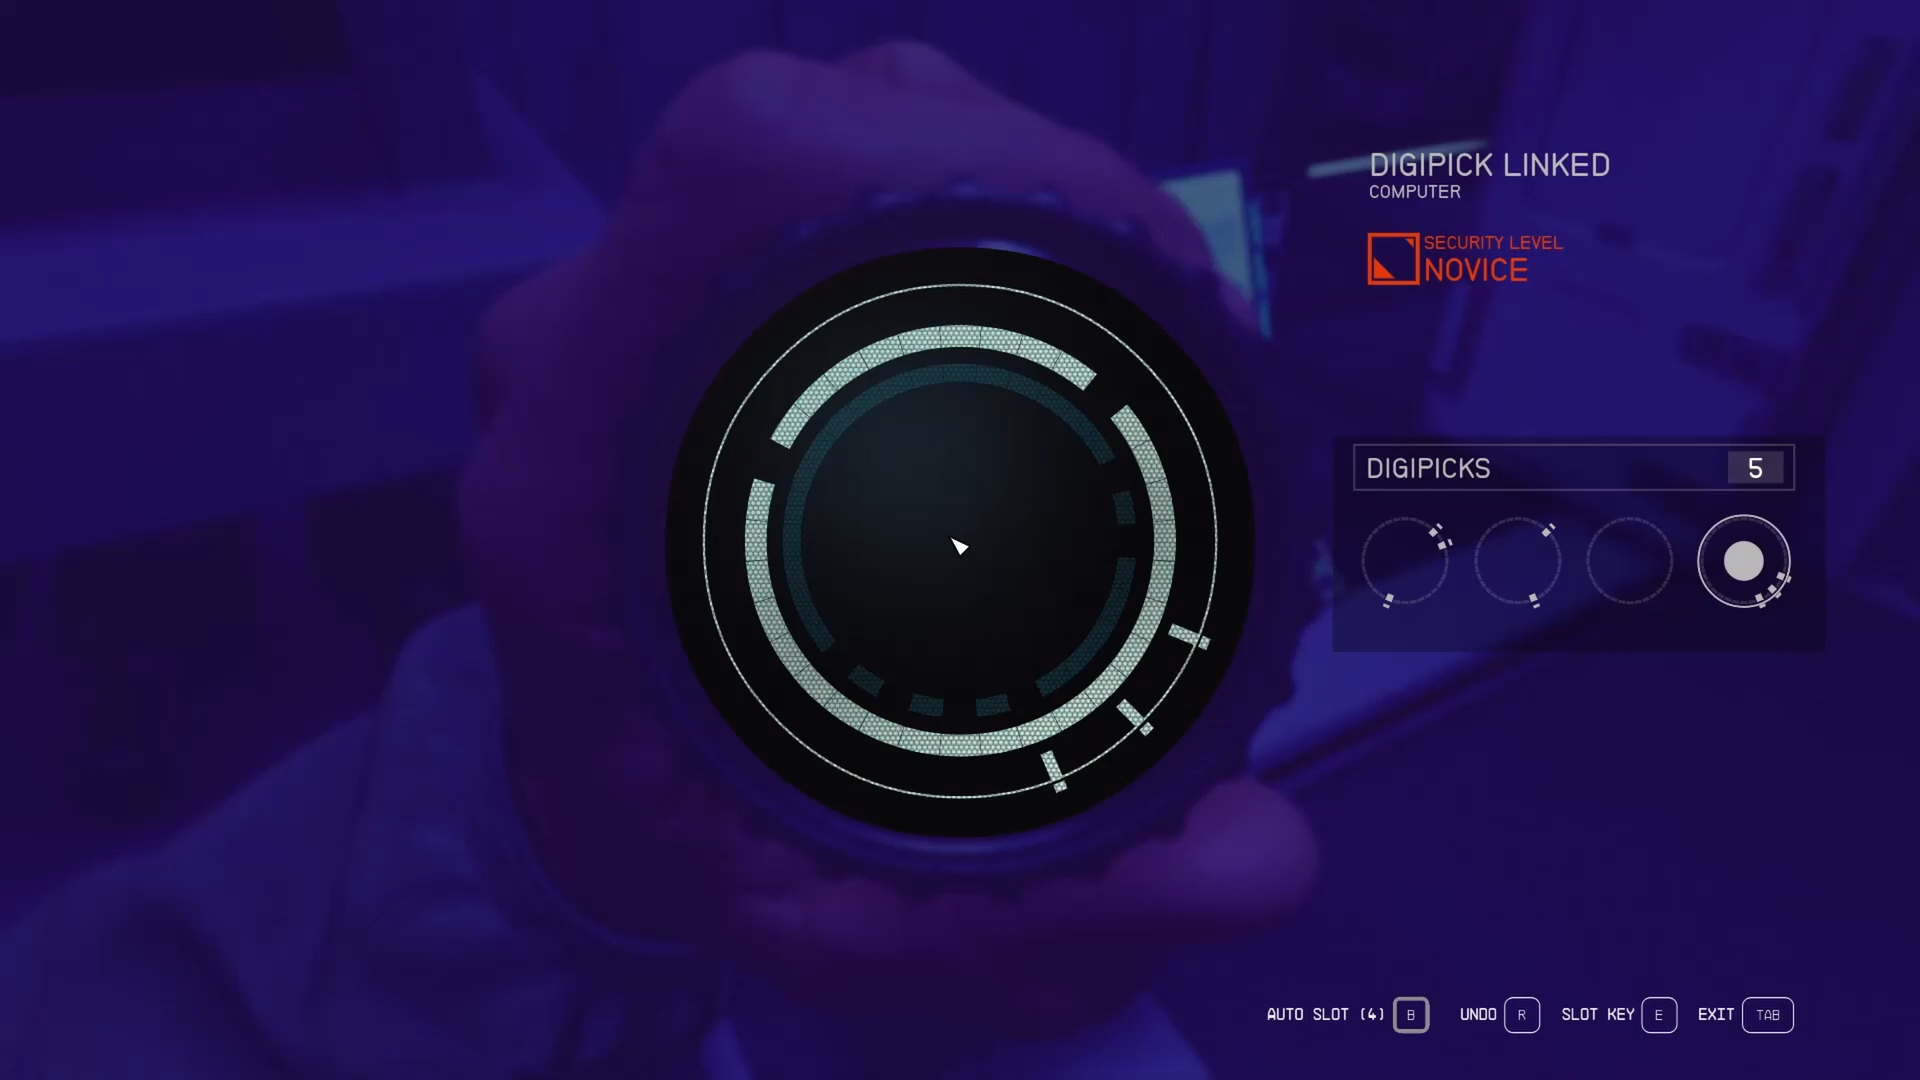 DIGIPICK LINKED
COMPUTER
SECURITY LEVEL
NOVICE
DIGIPICKS 5
AUTO SLOT (4) B UNDO R SLOT KEY E EXIT TAB